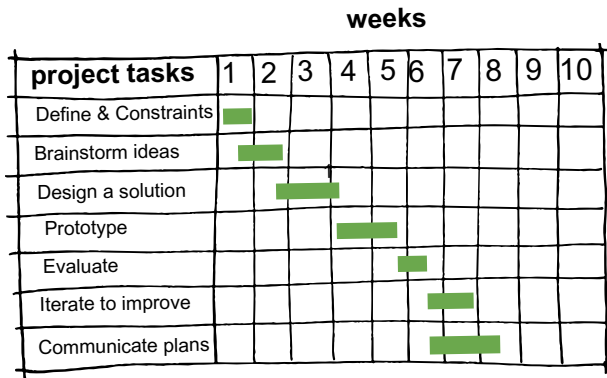 weeks
project tasks 1 2 3 4 5 6 7 8 9 10
Define & Constraints
Brainstorm ideas
Design a solution
Prototype
Evaluate
Iterate to improve
Communicate plans